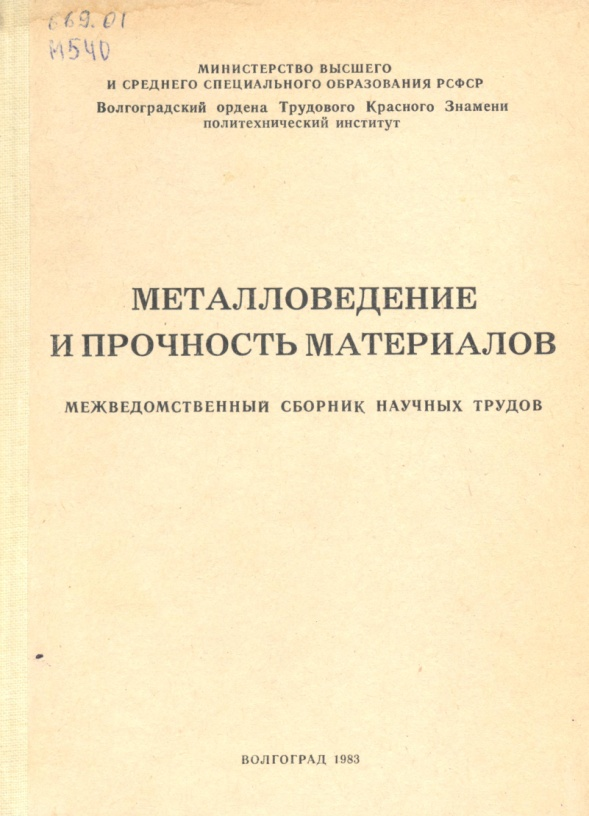 669.01
М540
МИНИСТЕРСТВО ВЫСШЕГО
И СРЕДНЕГО СПЕЦИАЛЬНОГО ОБРАЗОВАНИЯ РСФСР
Волгоградский ордена Трудового Красного Знамени
политехнический институт
МЕТАЛЛОВЕДЕНИЕ
И ПРОЧНОСТЬ МАТЕРИАЛОВ
МЕЖВЕДОМСТВЕННЫЙ СБОРНИК НАУЧНЫХ ТРУДОВ
ВОЛГОГРАД 1983